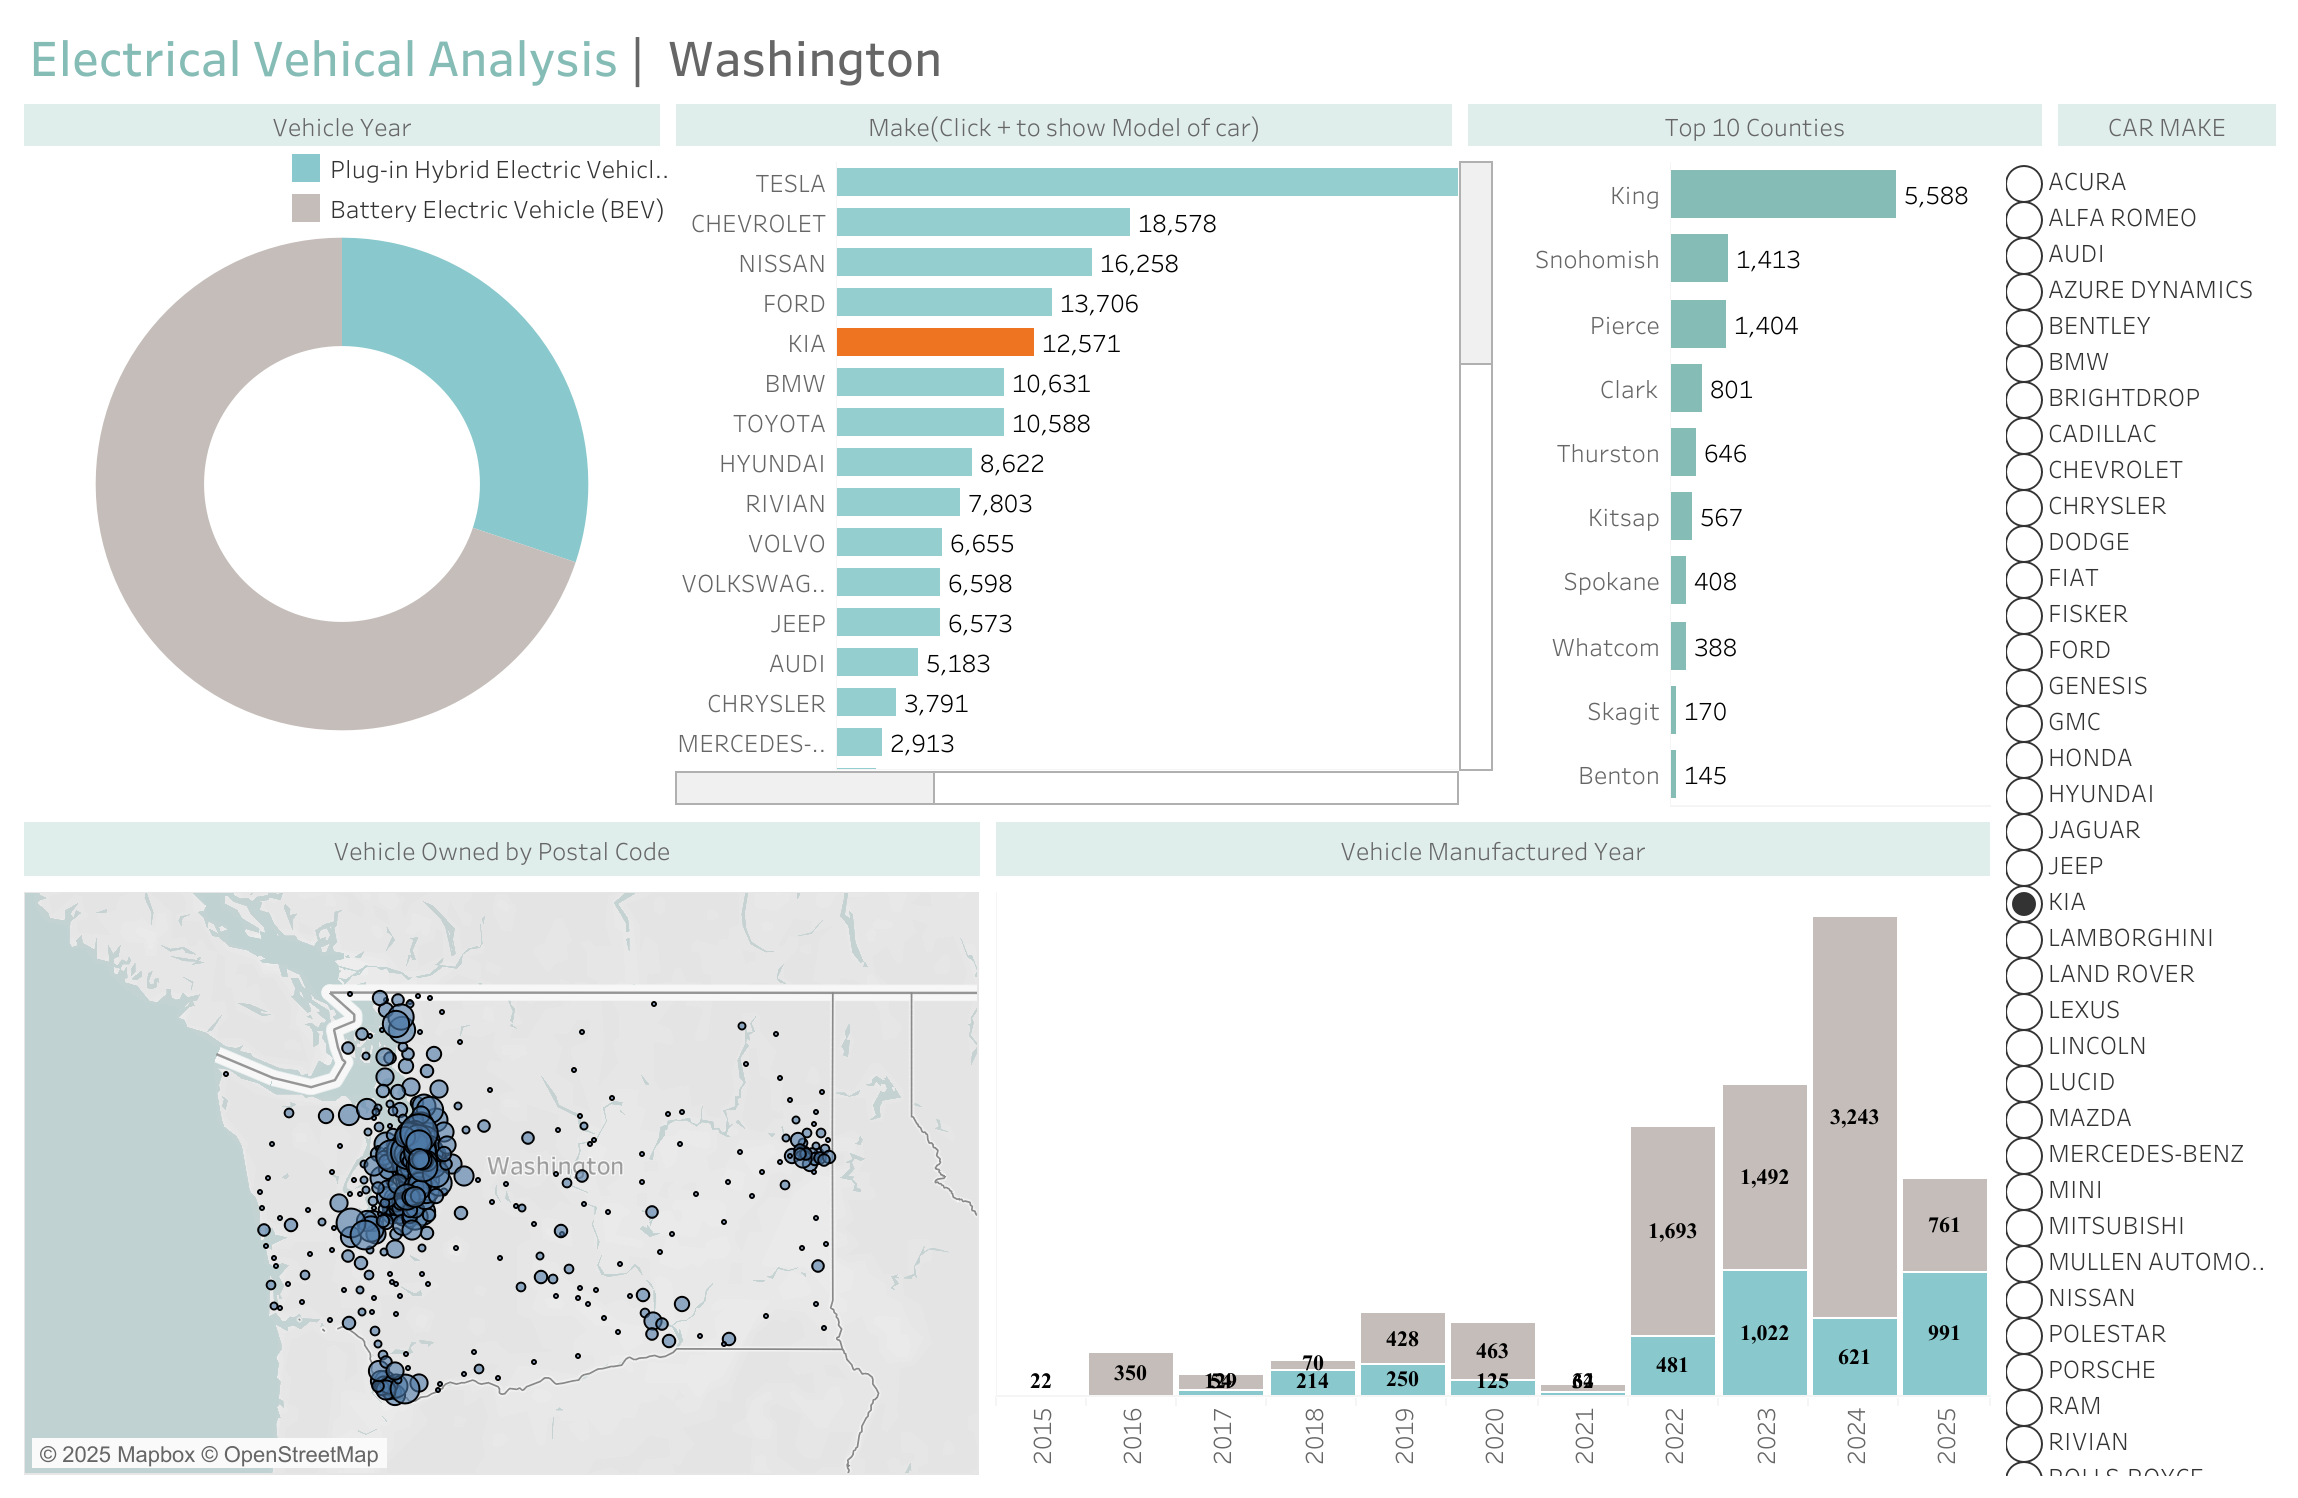 Electrical Vehical Analysis | Washington
Vehicle Year
Plug-in Hybrid Electric Vehicl..
Battery Electric Vehicle (BEV)
Make(Click + to show Model of car)
TESLA
CHEVROLET 18,578
NISSAN 16,258
FORD 13,706
KIA 12,571
BMW 10,631
TOYOTA 10,588
HYUNDAI 8,622
RIVIAN 7,803
VOLVO 6,655
VOLKSWAG.. 6,598
JEEP 6,573
AUDI 5,183
CHRYSLER 3,791
MERCEDES-.. 2,913
Top 10 Counties
King 5,588
Snohomish 1,413
Pierce 1,404
Clark 801
Thurston 646
Kitsap 567
Spokane 408
Whatcom 388
Skagit 170
Benton 145
CAR MAKE
ACURA
ALFA ROMEO
AUDI
AZURE DYNAMICS
BENTLEY
BMW
BRIGHTDROP
CADILLAC
CHEVROLET
CHRYSLER
DODGE
FIAT
FISKER
FORD
GENESIS
GMC
HONDA
HYUNDAI
JAGUAR
JEEP
KIA
LAMBORGHINI
LAND ROVER
LEXUS
LINCOLN
LUCID
MAZDA
MERCEDES-BENZ
MINI
MITSUBISHI
MULLEN AUTOMO..
NISSAN
POLESTAR
PORSCHE
RAM
RIVIAN
Vehicle Owned by Postal Code
Washington
© 2025 Mapbox © OpenStreetMap
Vehicle Manufactured Year
3,243
1,492
1,693
761
1,022
991
428
463
70
350
481
621
22
214
250
125
2015
2016
2017
2018
2019
2020
2021
2022
2023
2024
2025